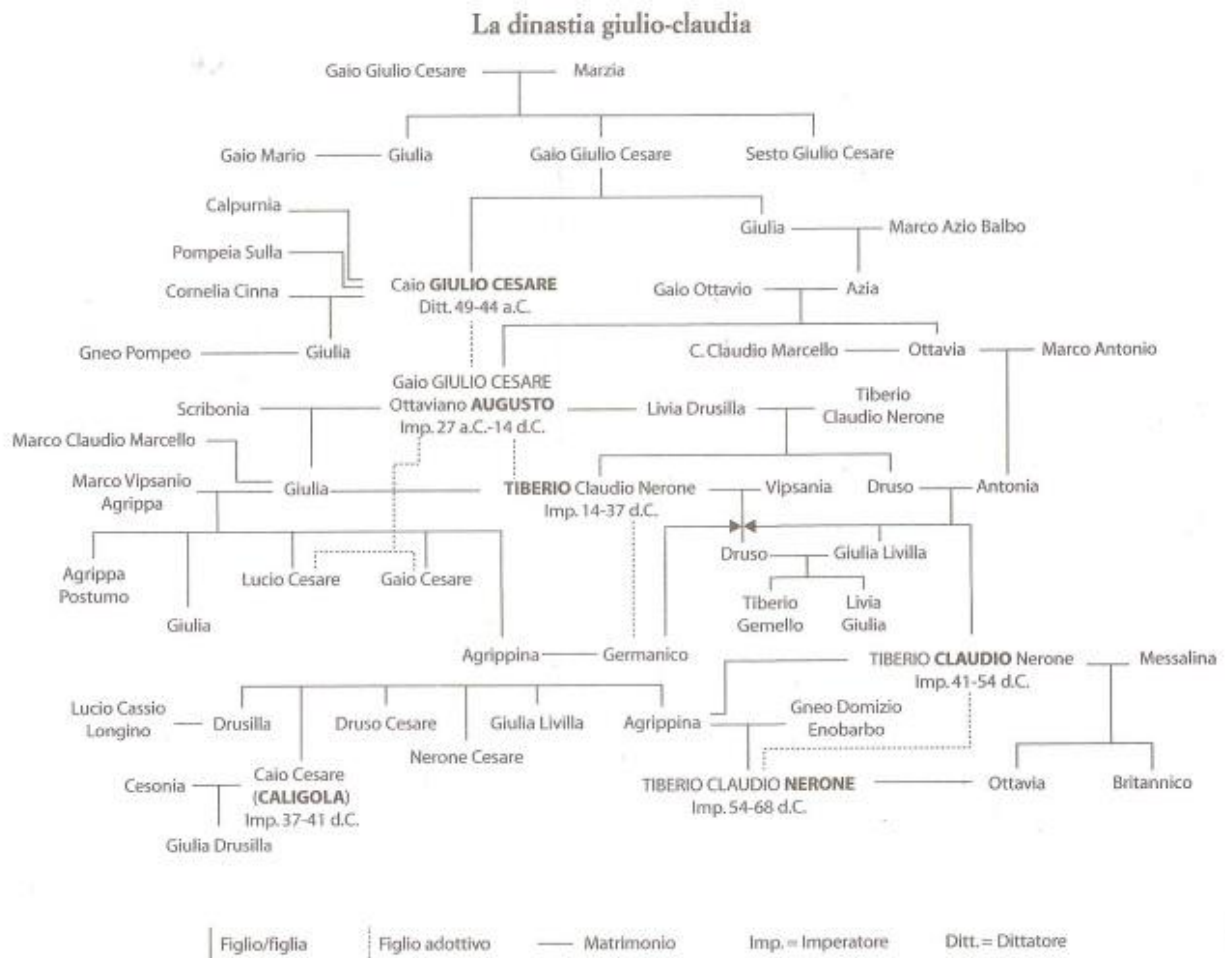 La dinastia giulio-claudia
Gaio Giulio Cesare
Marzia
Gaio Mario
Giulia
Gaio Giulio Cesare
Sesto Giulio Cesare
Calpurnia
Giulia
Marco Azio Balbo
Pompeia Sulla
Cornelia Cinna
Caio GIULIO CESARE
Ditt. 49-44 a.C.
Gaio Ottavio
Azia
Gneo Pompeo
Giulia
C. Claudio Marcello
Ottavia
Marco Antonio
Gaio GIULIO CESARE
Ottaviano AUGUSTO
Imp. 27 a.C.-14 d.C.
Scribonia
Livia Drusilla
Tiberio
Claudio Nerone
Marco Claudio Marcello
Marco Vipsanio
Agrippa
Giulia
TIBERIO Claudio Nerone
Imp. 14-37 d.C.
Vipsania
Druso
Antonia
Druso
Giulia Livilla
Agrippa
Postumo
Lucio Cesare
Gaio Cesare
Giulia
Tiberio
Gemello
Livia
Giulia
Agrippina
Germanico
TIBERIO CLAUDIO Nerone
Imp. 41-54 d.C.
Messalina
Lucio Cassio
Longino
Drusilla
Druso Cesare
Giulia Livilla
Agrippina
Gneo Domizio
Enobarbo
Nerone Cesare
Cesonia
Caio Cesare
(CALIGOLA)
Imp. 37-41 d.C.
TIBERIO CLAUDIO NERONE
Imp. 54-68 d.C.
Ottavia
Britannico
Giulia Drusilla
Figlio/figlia
Figlio adottivo
Matrimonio
Imp. = Imperatore
Ditt. = Dittatore